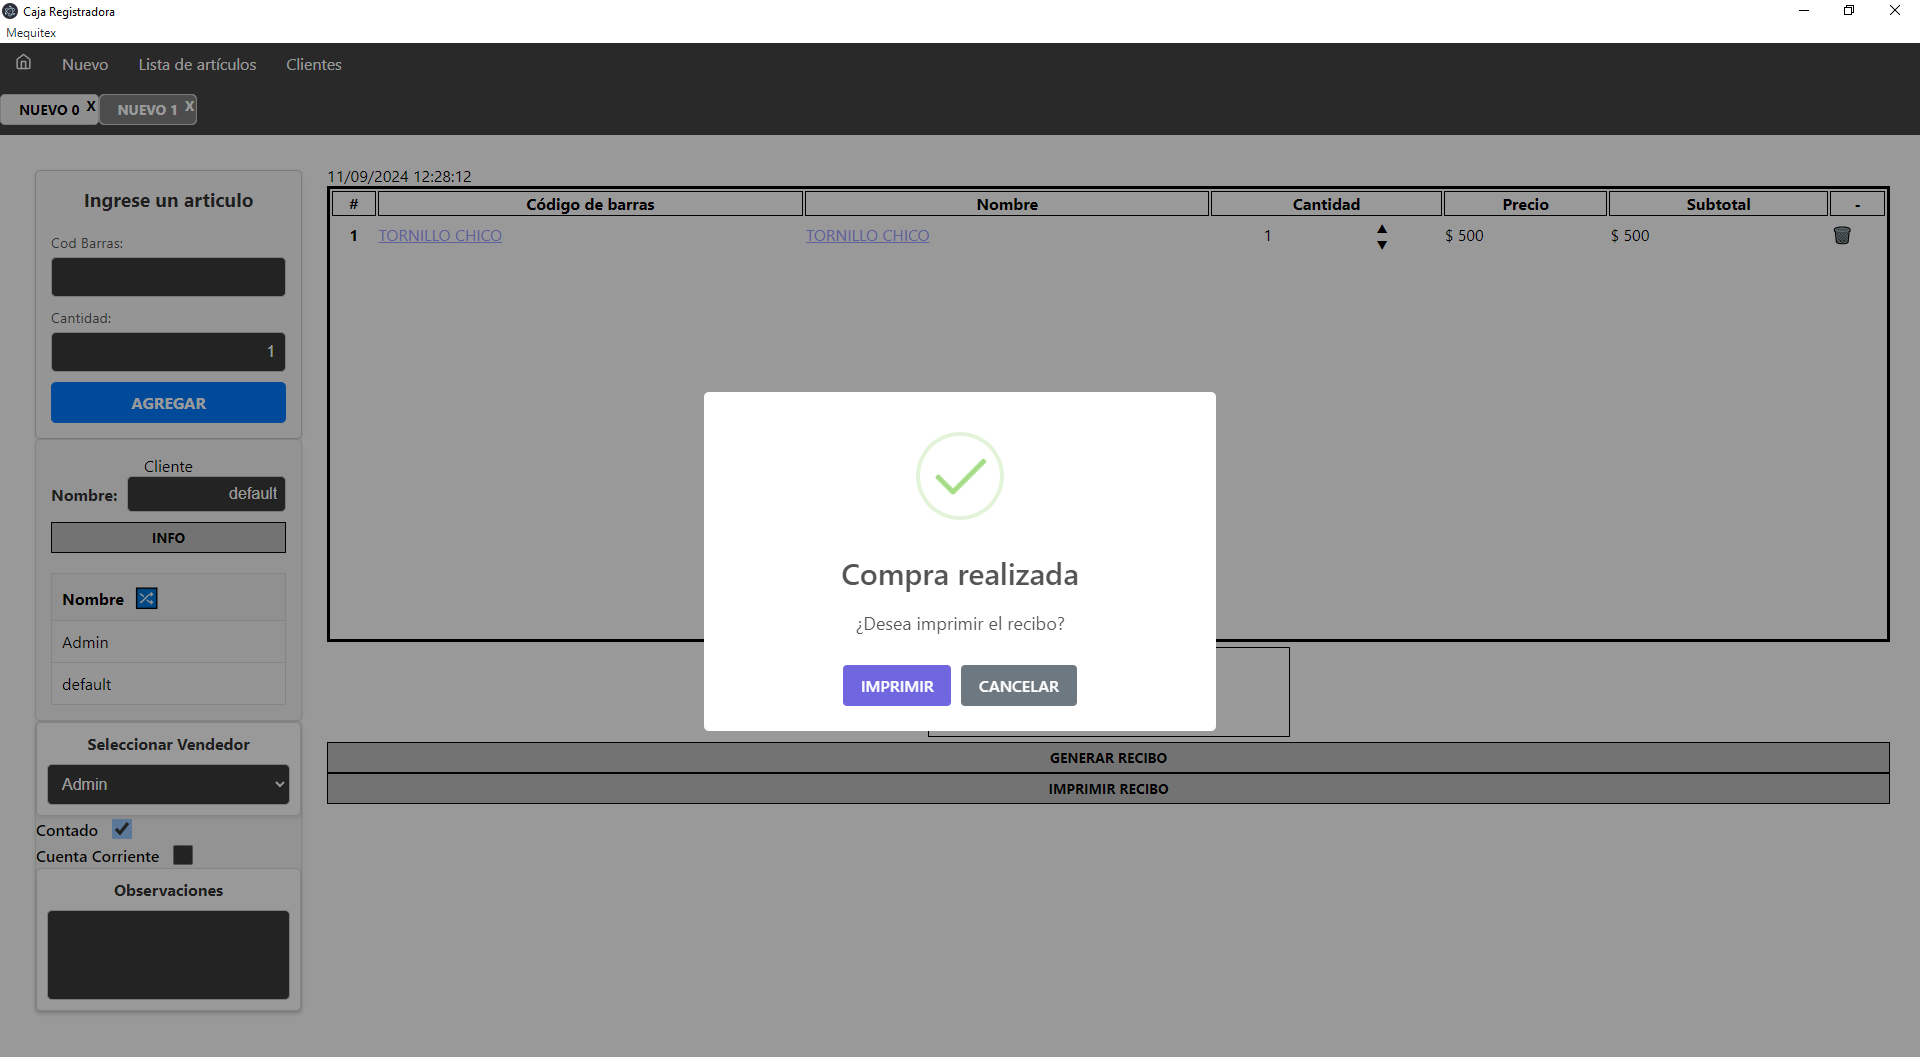 Caja Registradora
Mequitex
Nuevo Lista de artículos Clientes
NUEVO 0 X NUEVO 1 X
Ingrese un articulo
Cod Barras:
Cantidad:
1
AGREGAR
Cliente
Nombre: default
INFO
Nombre
Admin
default
Seleccionar Vendedor
Admin
Contado
Cuenta Corriente
Observaciones
11/09/2024 12:28:12
# Código de barras Nombre Cantidad Precio Subtotal -
1 TORNILLO CHICO TORNILLO CHICO 1 $ 500 $ 500
Compra realizada
¿Desea imprimir el recibo?
IMPRIMIR CANCELAR
GENERAR RECIBO
IMPRIMIR RECIBO